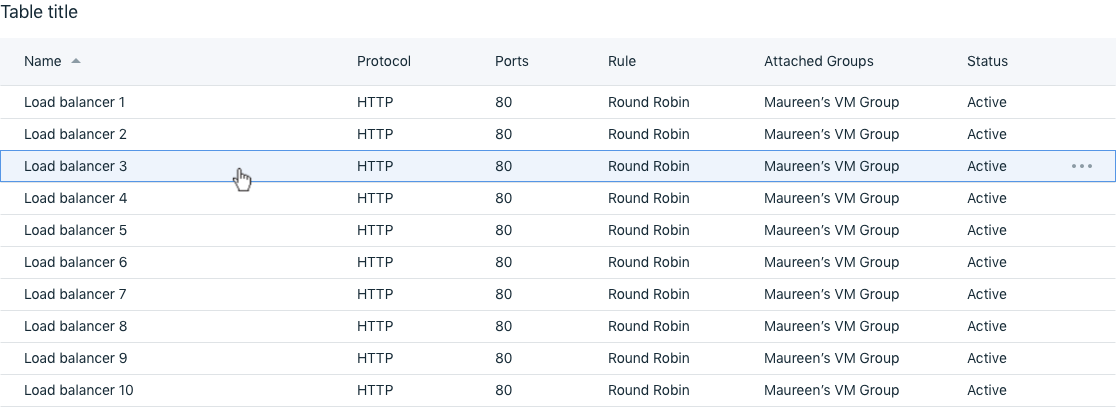 Table title
Name Protocol Ports Rule Attached Groups Status
Load balancer 1 HTTP 80 Round Robin Maureen’s VM Group Active
Load balancer 2 HTTP 80 Round Robin Maureen’s VM Group Active
Load balancer 3 HTTP 80 Round Robin Maureen’s VM Group Active
Load balancer 4 HTTP 80 Round Robin Maureen’s VM Group Active
Load balancer 5 HTTP 80 Round Robin Maureen’s VM Group Active
Load balancer 6 HTTP 80 Round Robin Maureen’s VM Group Active
Load balancer 7 HTTP 80 Round Robin Maureen’s VM Group Active
Load balancer 8 HTTP 80 Round Robin Maureen’s VM Group Active
Load balancer 9 HTTP 80 Round Robin Maureen’s VM Group Active
Load balancer 10 HTTP 80 Round Robin Maureen’s VM Group Active